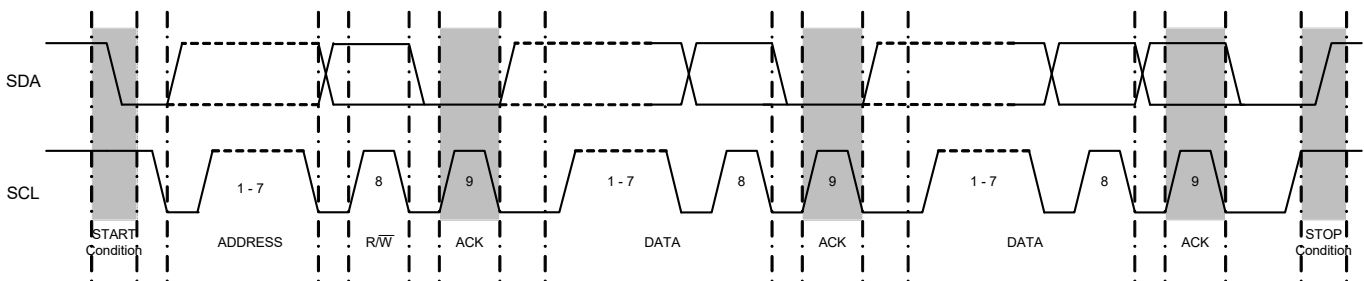 SDA
SCL
1 - 7
8
9
1 - 7
8
9
1 - 7
8
9
START
Condition
ADDRESS
R/W̅
ACK
DATA
ACK
DATA
ACK
STOP
Condition